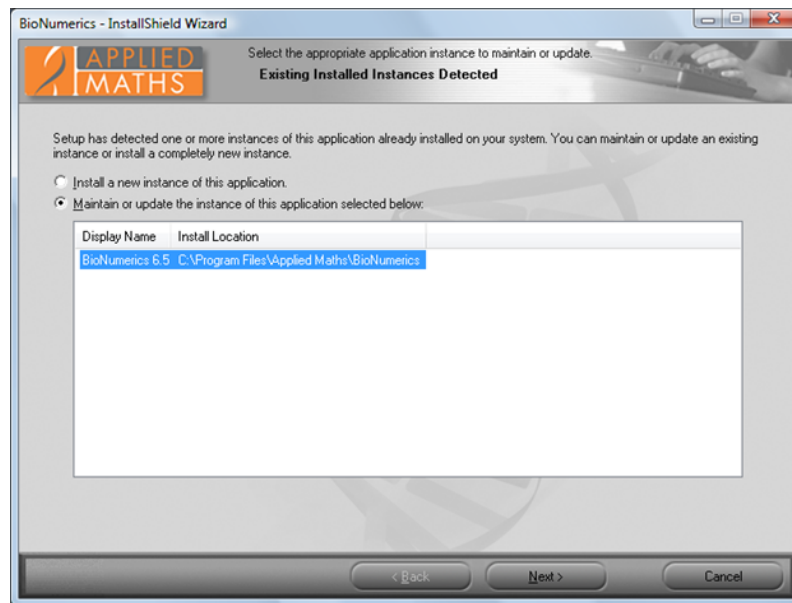 BioNumerics - InstallShield Wizard
APPLIED
MATHS
Select the appropriate application instance to maintain or update.
Existing Installed Instances Detected
Setup has detected one or more instances of this application already installed on your system. You can maintain or update an existing
instance or install a completely new instance.
Install a new instance of this application.
Maintain or update the instance of this application selected below:
Display Name Install Location
BioNumerics 6.5 C:\Program Files\Applied Maths\BioNumerics
< Back Next > Cancel